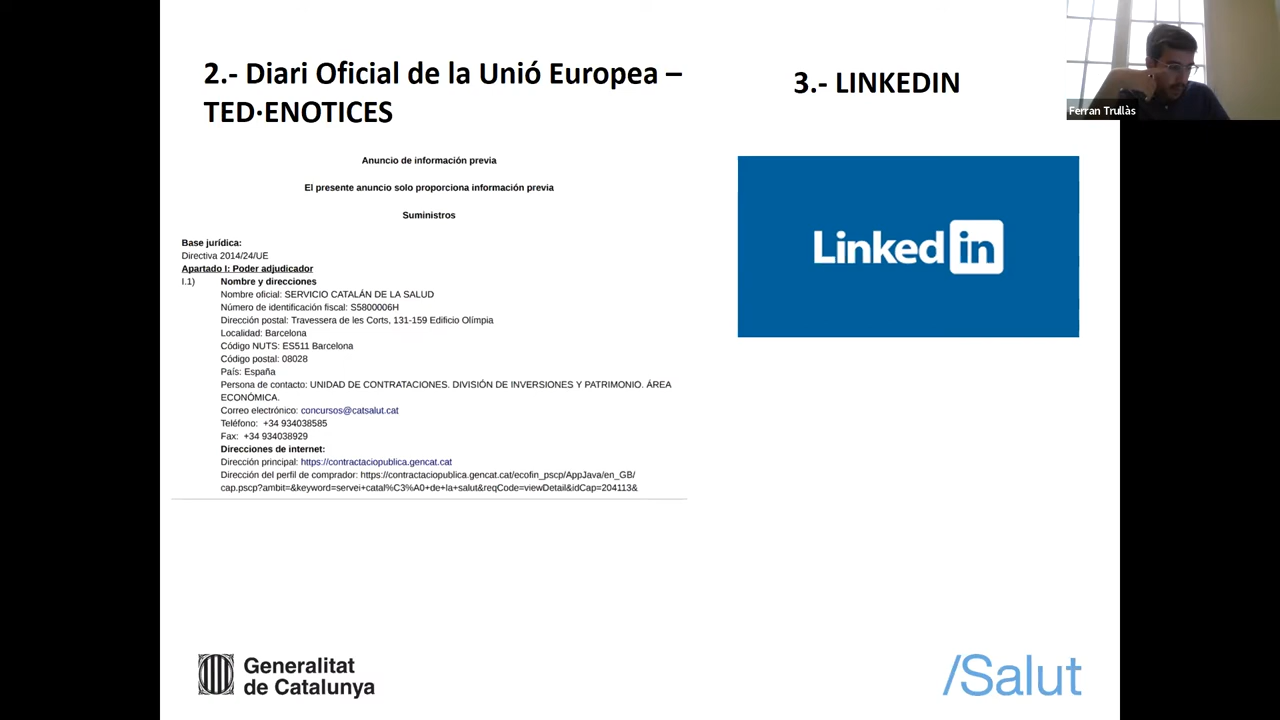 2.- Diari Oficial de la Unió Europea –
TED·ENOTICES
3.- LINKEDIN
Ferran Trullàs
Anuncio de información previa
El presente anuncio solo proporciona información previa
Suministros
Base jurídica:
Directiva 2014/24/UE
Apartado I: Poder adjudicador
I.1) Nombre y direcciones
Nombre oficial: SERVICIO CATALÁN DE LA SALUD
Número de identificación fiscal: S5800006H
Dirección postal: Travessera de les Corts, 131-159 Edificio Olímpia
Localidad: Barcelona
Código NUTS: ES511 Barcelona
Código postal: 08028
País: España
Persona de contacto: UNIDAD DE CONTRATACIONES. DIVISIÓN DE INVERSIONES Y PATRIMONIO. ÁREA
ECONÓMICA.
Correo electrónico: concursos@catsalut.cat
Teléfono: +34 934038585
Fax: +34 934038929
Direcciones de internet:
Dirección principal: https://contractaciopublica.gencat.cat
Dirección del perfil de comprador: https://contractaciopublica.gencat.cat/ecofin_pscp/AppJava/en_GB/
cap.pscp?ambit=&keyword=servei+catal%C3%A0+de+la+salut&reqCode=viewDetail&idCap=204113&
Linked in
Generalitat
de Catalunya
/Salut